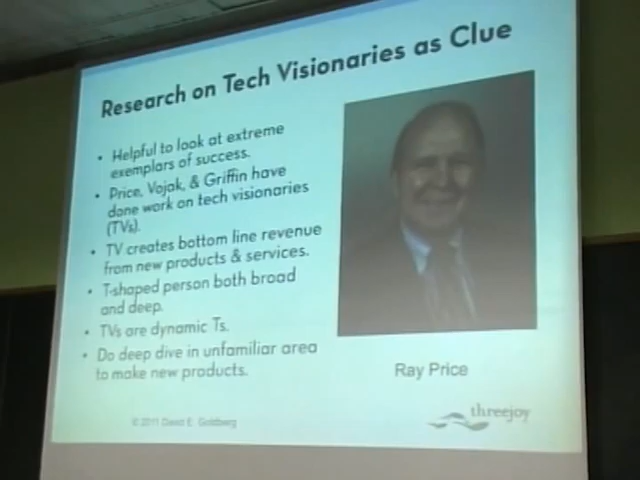 Research on Tech Visionaries as Clue
• Helpful to look at extreme
exemplars of success.
• Price, Vojak, & Griffin have
done work on tech visionaries
(TVs).
• TV creates bottom line revenue
from new products & services.
• T-shaped person both broad
and deep.
• TVs are dynamic Ts.
• Do deep dive in unfamiliar area
to make new products.
Ray Price
© 2011 David E. Goldberg
threejoy